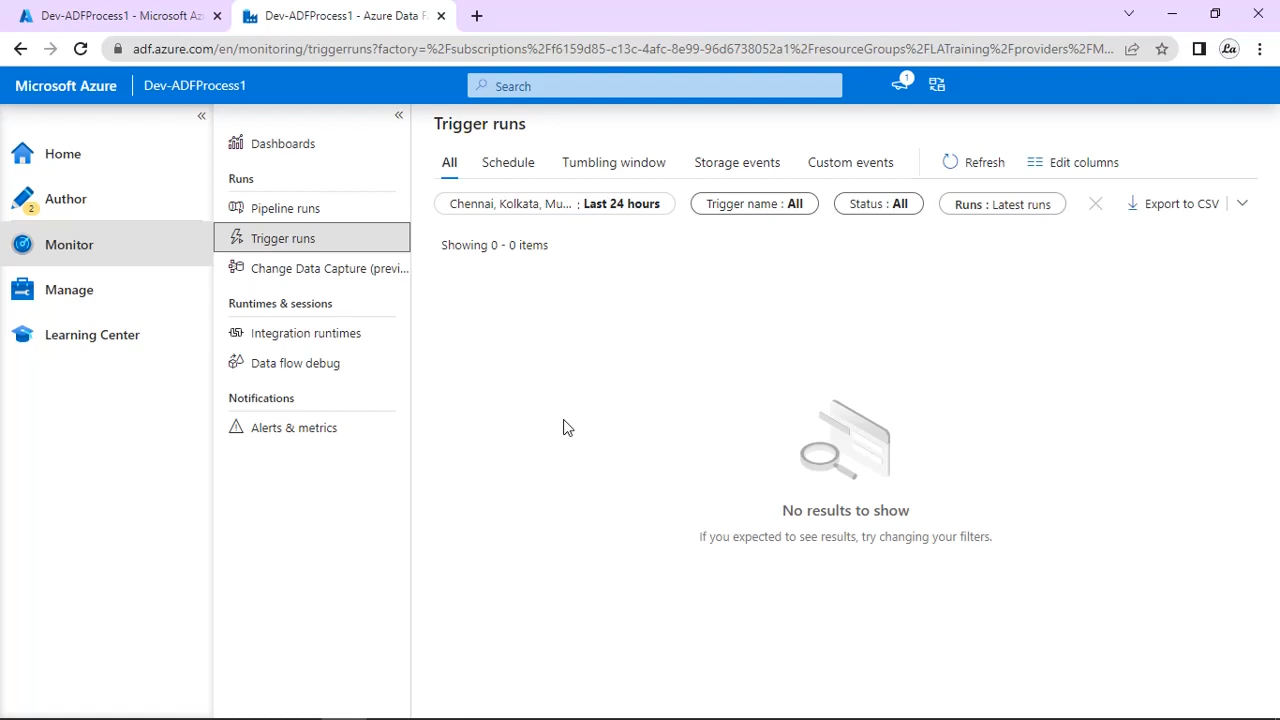 Dev-ADFProcess1 - Microsoft Az
Dev-ADFProcess1 - Azure Data F
adf.azure.com/en/monitoring/triggerruns?factory=%2Fsubscriptions%2Ff6159d85-c13c-4afc-8e99-96d6738052a1%2FresourceGroups%2FLATraining%2Fproviders%2FM...
La
Microsoft Azure
Dev-ADFProcess1
Search
1
Home
Author
2
Monitor
Manage
Learning Center
Dashboards
Runs
Pipeline runs
Trigger runs
Change Data Capture (previ...
Runtimes & sessions
Integration runtimes
Data flow debug
Notifications
Alerts & metrics
Trigger runs
All Schedule Tumbling window Storage events Custom events Refresh Edit columns
Chennai, Kolkata, Mu... : Last 24 hours Trigger name : All Status : All Runs : Latest runs Export to CSV
Showing 0 - 0 items
No results to show
If you expected to see results, try changing your filters.